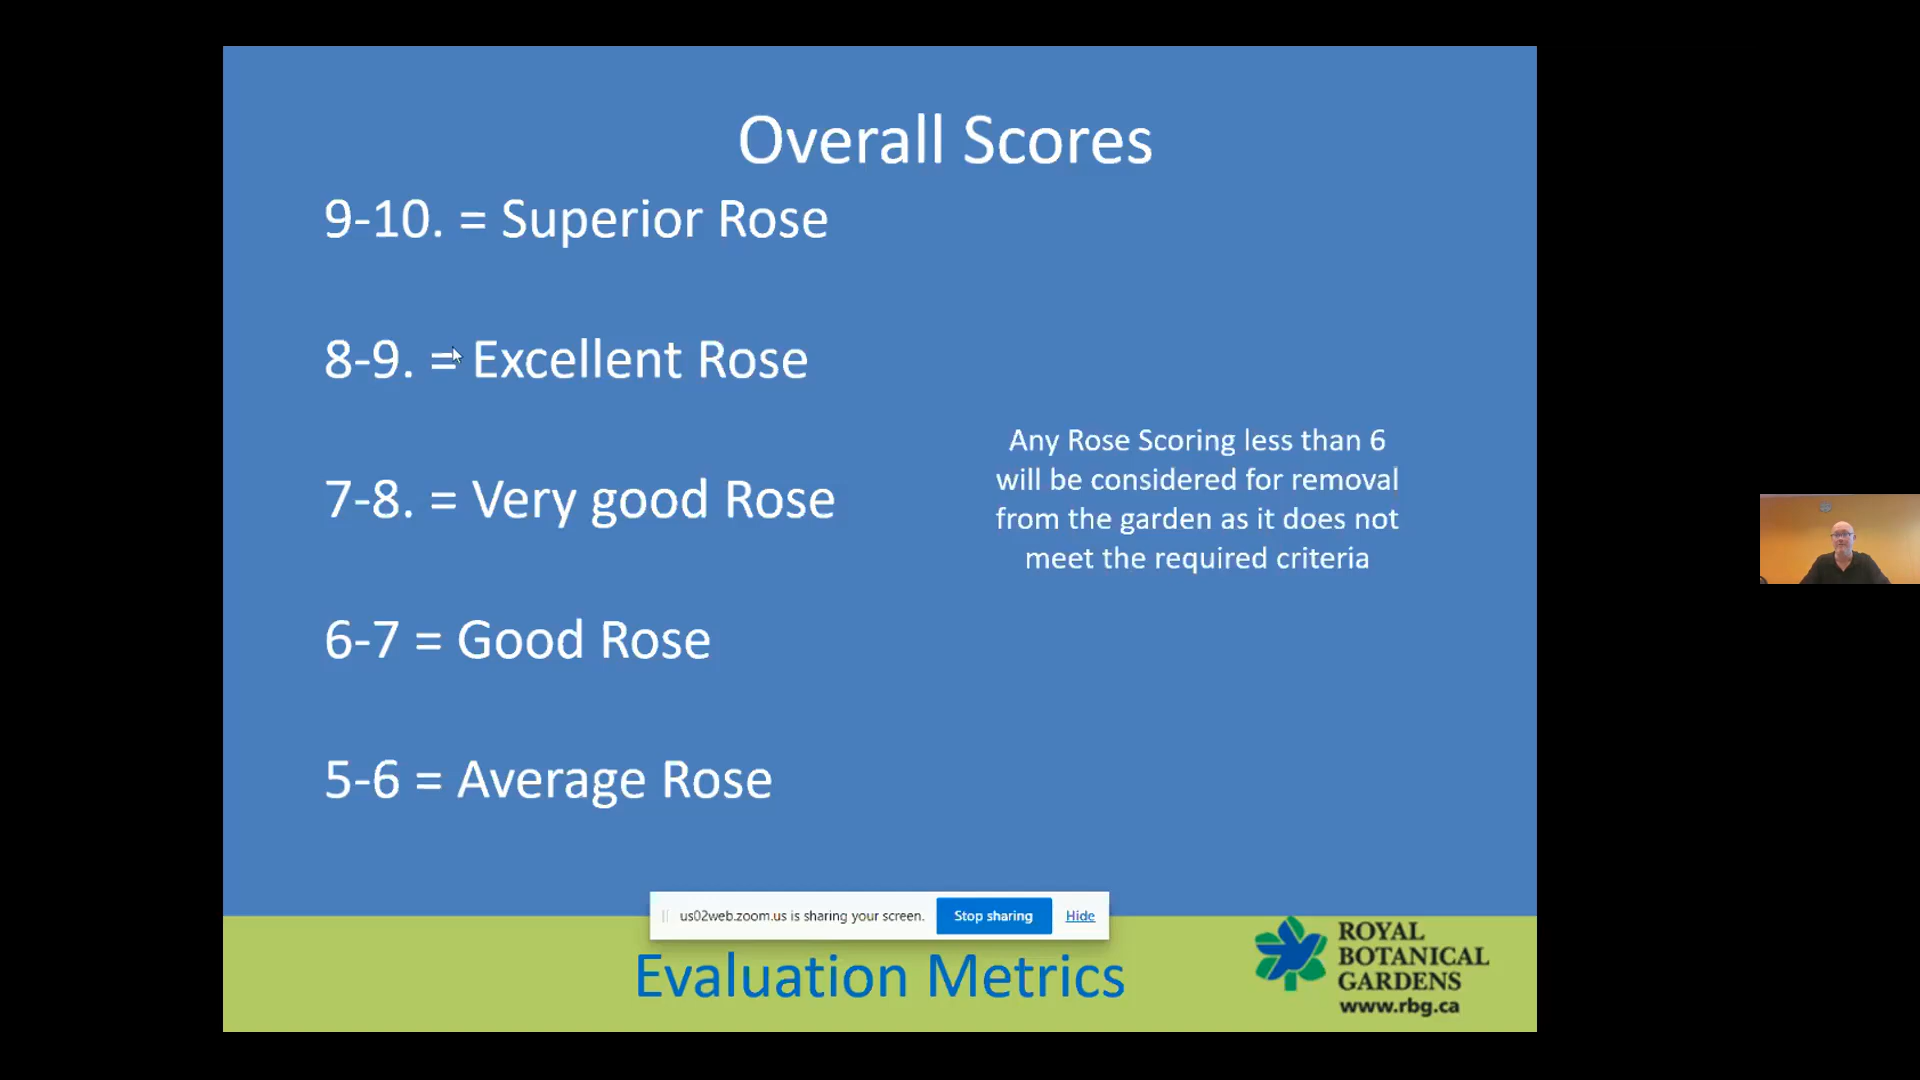 Overall Scores
9-10. = Superior Rose
8-9. = Excellent Rose
7-8. = Very good Rose
6-7 = Good Rose
5-6 = Average Rose
Any Rose Scoring less than 6
will be considered for removal
from the garden as it does not
meet the required criteria
us02web.zoom.us is sharing your screen.
Stop sharing
Hide
Evaluation Metrics
ROYAL
BOTANICAL
GARDENS
www.rbg.ca